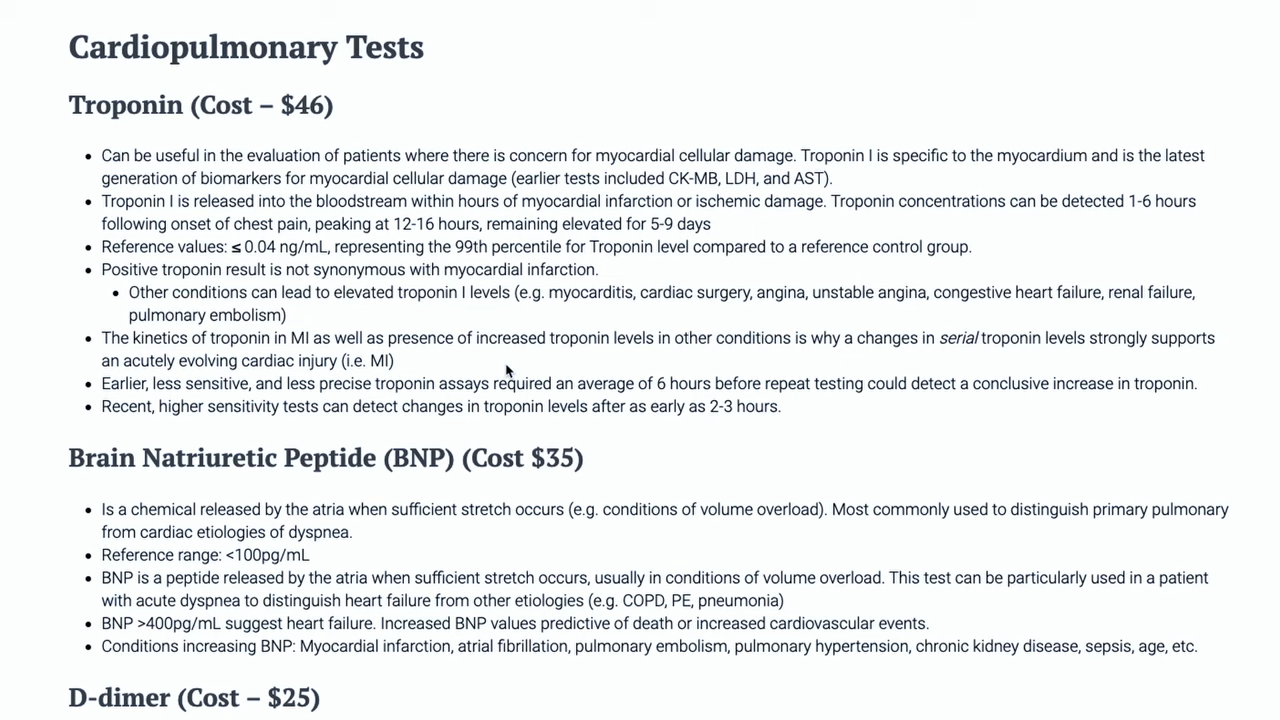 Cardiopulmonary Tests
Troponin (Cost – $46)
• Can be useful in the evaluation of patients where there is concern for myocardial cellular damage. Troponin I is specific to the myocardium and is the latest
generation of biomarkers for myocardial cellular damage (earlier tests included CK-MB, LDH, and AST).
• Troponin I is released into the bloodstream within hours of myocardial infarction or ischemic damage. Troponin concentrations can be detected 1-6 hours
following onset of chest pain, peaking at 12-16 hours, remaining elevated for 5-9 days
• Reference values: ≤ 0.04 ng/mL, representing the 99th percentile for Troponin level compared to a reference control group.
• Positive troponin result is not synonymous with myocardial infarction.
• Other conditions can lead to elevated troponin I levels (e.g. myocarditis, cardiac surgery, angina, unstable angina, congestive heart failure, renal failure,
pulmonary embolism)
• The kinetics of troponin in MI as well as presence of increased troponin levels in other conditions is why a changes in serial troponin levels strongly supports
an acutely evolving cardiac injury (i.e. MI)
• Earlier, less sensitive, and less precise troponin assays required an average of 6 hours before repeat testing could detect a conclusive increase in troponin.
• Recent, higher sensitivity tests can detect changes in troponin levels after as early as 2-3 hours.
Brain Natriuretic Peptide (BNP) (Cost $35)
• Is a chemical released by the atria when sufficient stretch occurs (e.g. conditions of volume overload). Most commonly used to distinguish primary pulmonary
from cardiac etiologies of dyspnea.
• Reference range: <100pg/mL
• BNP is a peptide released by the atria when sufficient stretch occurs, usually in conditions of volume overload. This test can be particularly used in a patient
with acute dyspnea to distinguish heart failure from other etiologies (e.g. COPD, PE, pneumonia)
• BNP >400pg/mL suggest heart failure. Increased BNP values predictive of death or increased cardiovascular events.
• Conditions increasing BNP: Myocardial infarction, atrial fibrillation, pulmonary embolism, pulmonary hypertension, chronic kidney disease, sepsis, age, etc.
D-dimer (Cost – $25)